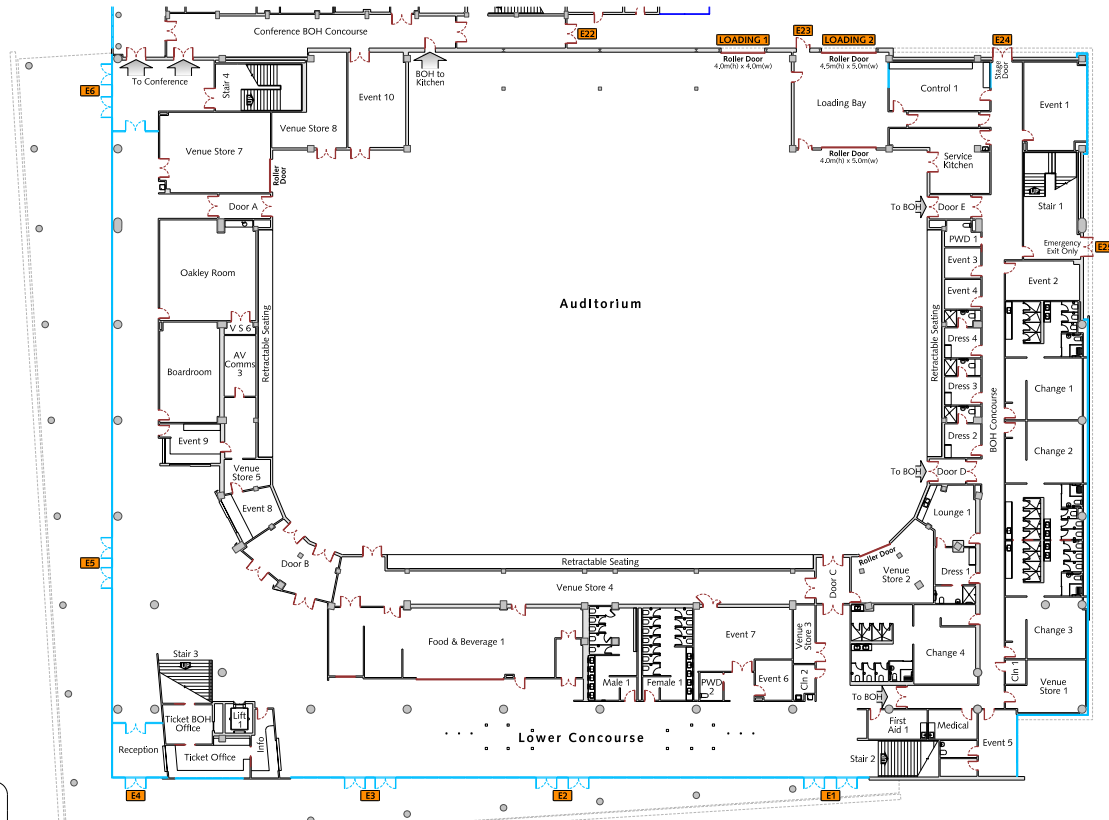 Conference BOH Concourse
E22
LOADING 1
E23
LOADING 2
E24
Roller Door
4,0m(h) x 4,0m(w)
Roller Door
4,5m(h) x 5,0m(w)
Stage
Door
To Conference
BOH to
Kitchen
E6
Stair 4
Event 10
Loading Bay
Control 1
Event 1
Venue Store 8
Venue Store 7
Roller Door
4.0m(h) x 5.0m(w)
Service
Kitchen
Roller
Door
Door A
To BOH
Door E
Stair 1
PWD 1
Emergency
Exit Only
Oakley Room
Event 3
Event 2
Event 4
Auditorium
V S 6
Retractable Seating
Retractable Seating
Dress 4
AV
Comms
3
Boardroom
Dress 3
Change 1
BOH Concourse
Event 9
Dress 2
Change 2
Venue
Store 5
To BOH
Door D
Event 8
Lounge 1
E5
Door B
Retractable Seating
Roller Door
Door C
Venue
Store 2
Dress 1
Venue Store 4
Food & Beverage 1
Event 7
Venue
Store 3
Change 3
Stair 3
Change 4
Male 1
Female 1
PWD
2
Event 6
Cln 2
Cln 1
Venue
Store 1
To BOH
Ticket BOH
Office
Lift
1
First
Aid 1
Medical
Reception
Ticket Office
Info
Lower Concourse
Stair 2
Event 5
E4
E3
E2
E1